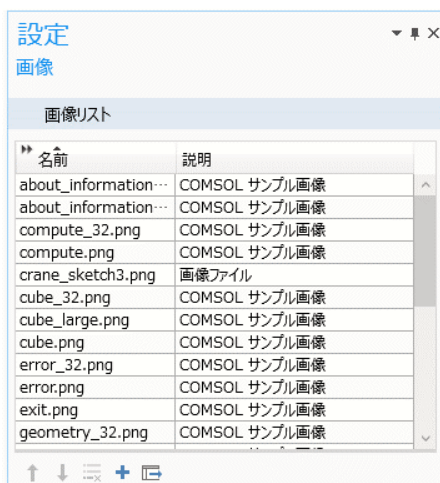 設定
画像
画像リスト
名前 説明
about_information… COMSOL サンプル画像
about_information… COMSOL サンプル画像
compute_32.png COMSOL サンプル画像
compute.png COMSOL サンプル画像
crane_sketch3.png 画像ファイル
cube_32.png COMSOL サンプル画像
cube_large.png COMSOL サンプル画像
cube.png COMSOL サンプル画像
error_32.png COMSOL サンプル画像
error.png COMSOL サンプル画像
exit.png COMSOL サンプル画像
geometry_32.png COMSOL サンプル画像